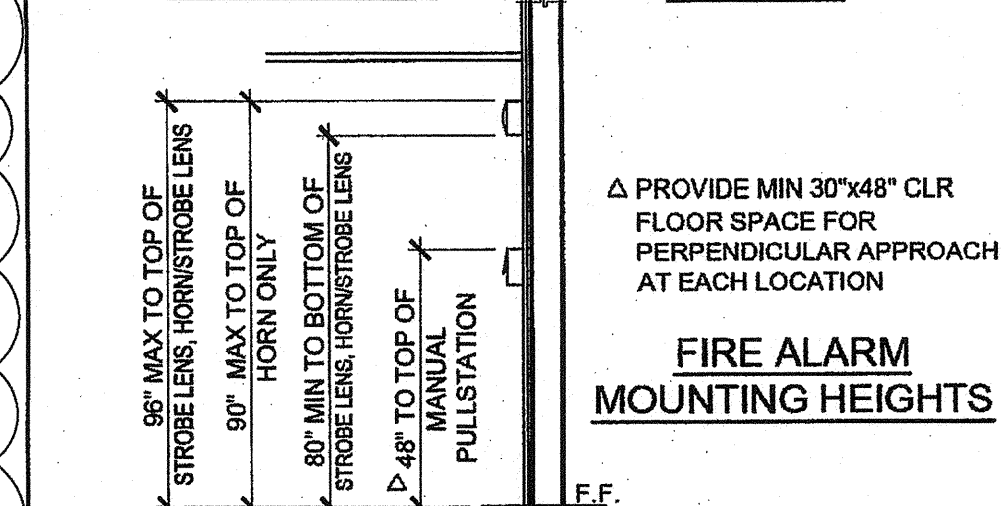 96" MAX TO TOP OF
STROBE LENS, HORN/STROBE LENS
90" MAX TO TOP OF
HORN ONLY
80" MIN TO BOTTOM OF
STROBE LENS, HORN/STROBE LENS
△ 48" TO TOP OF
MANUAL
PULLSTATION
△ PROVIDE MIN 30"x48" CLR
FLOOR SPACE FOR
PERPENDICULAR APPROACH
AT EACH LOCATION
FIRE ALARM
MOUNTING HEIGHTS
F.F.